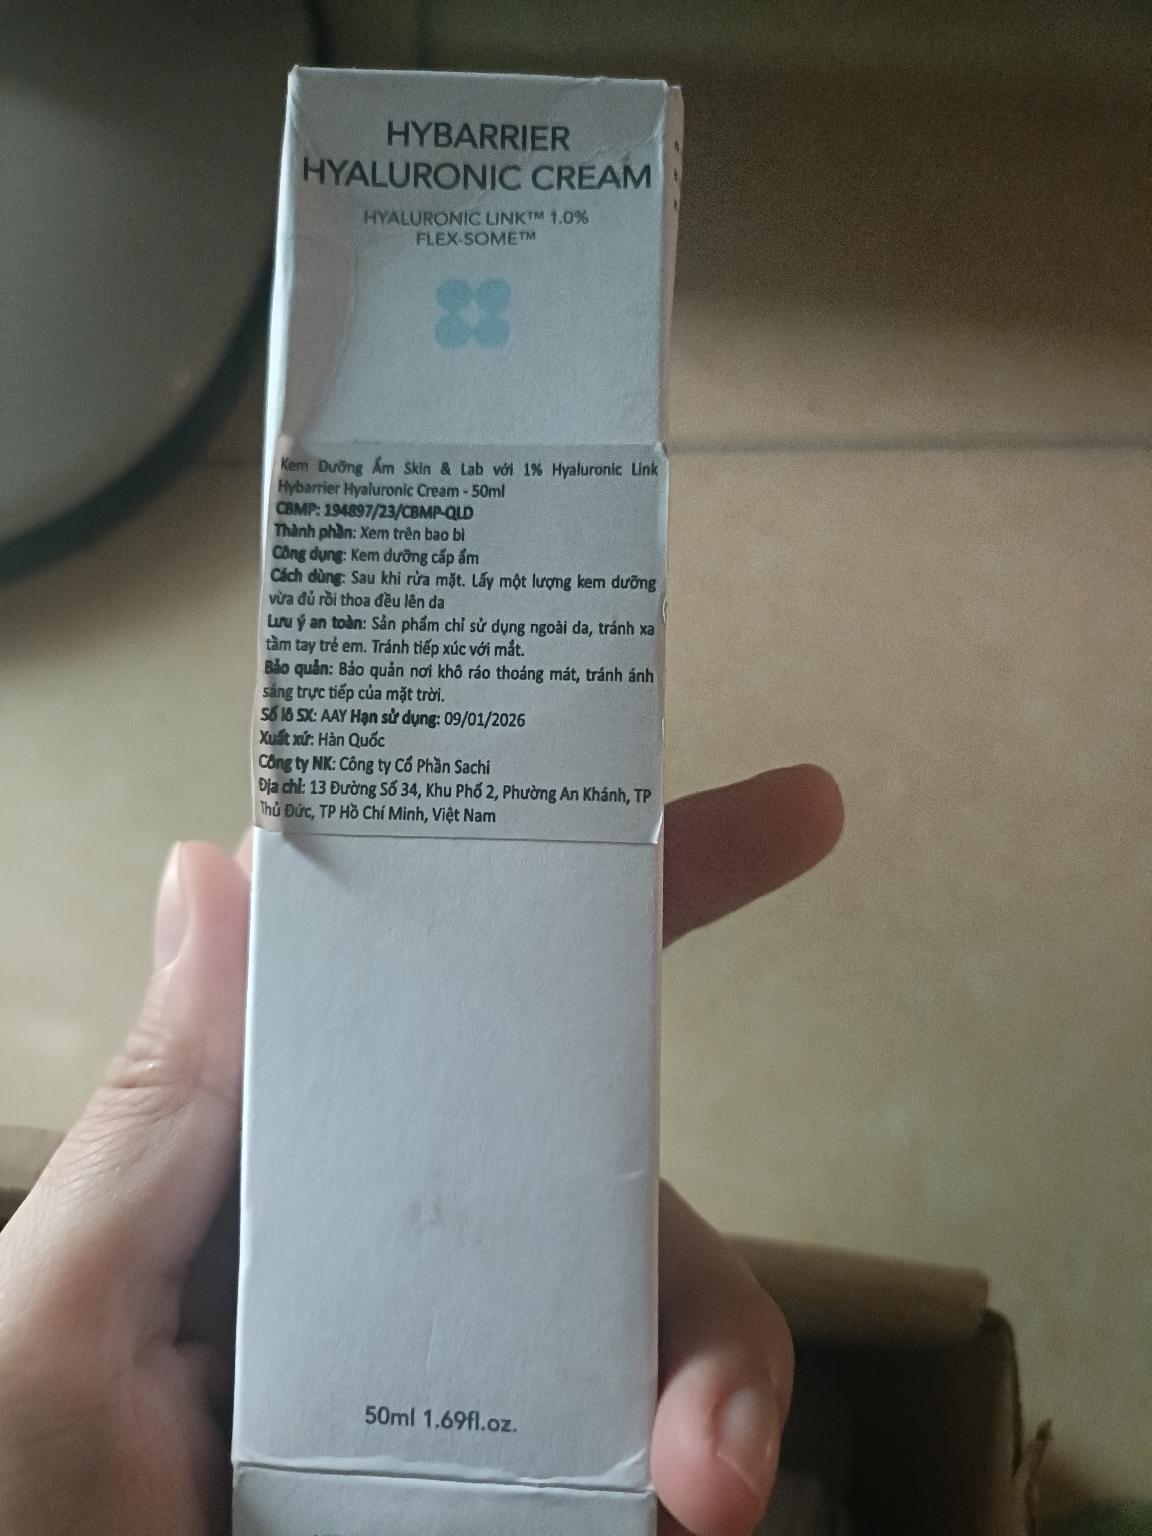 HYBARRIER
HYALURONIC CREAM
HYALURONIC LINK™ 1.0%
FLEX-SOME™
Kem Dưỡng Ẩm Skin & Lab với 1% Hyaluronic Link
Hybarrier Hyaluronic Cream - 50ml
CBMP: 194897/23/CBMP-QLD
Thành phần: Xem trên bao bì
Công dụng: Kem dưỡng cấp ẩm
Cách dùng: Sau khi rửa mặt. Lấy một lượng kem dưỡng
vừa đủ rồi thoa đều lên da
Lưu ý an toàn: Sản phẩm chỉ sử dụng ngoài da, tránh xa
tầm tay trẻ em. Tránh tiếp xúc với mắt.
Bảo quản: Bảo quản nơi khô ráo thoáng mát, tránh ánh
sáng trực tiếp của mặt trời.
Số lô SX: AAY Hạn sử dụng: 09/01/2026
Xuất xứ: Hàn Quốc
Công ty NK: Công ty Cổ Phần Sachi
Địa chỉ: 13 Đường Số 34, Khu Phố 2, Phường An Khánh, TP
Thủ Đức, TP Hồ Chí Minh, Việt Nam
50ml 1.69fl.oz.